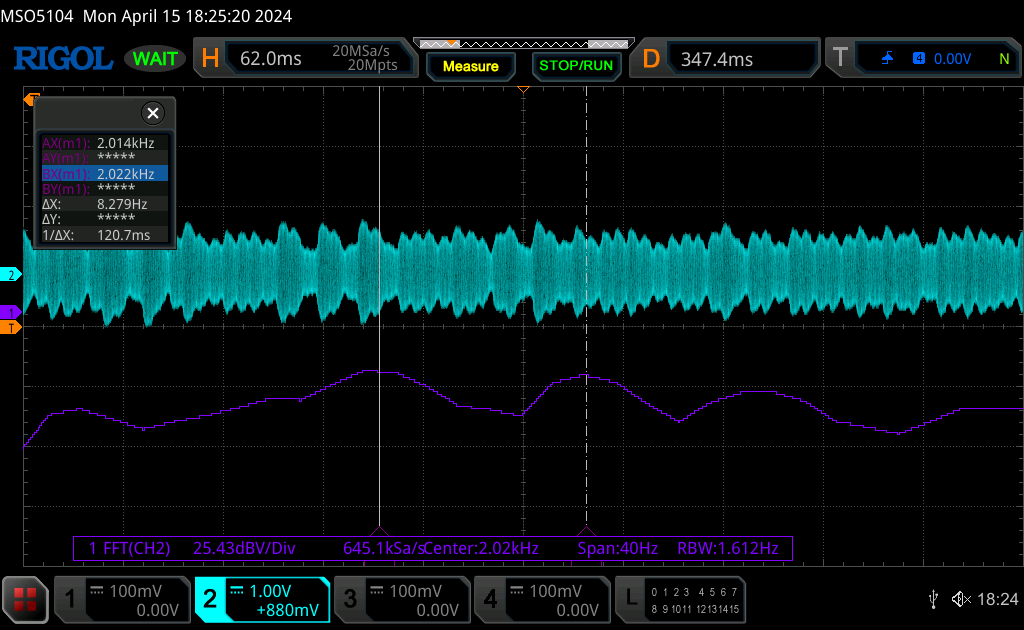 MSO5104 Mon April 15 18:25:20 2024
RIGOL WAIT H 62.0ms 20MSa/s 20Mpts Measure STOP/RUN D 347.4ms T 4 0.00V N
T
AX(m1): 2.014kHz
AY(m1): *****
BX(m1): 2.022kHz
BY(m1): *****
ΔX: 8.279Hz
ΔY: *****
1/ΔX: 120.7ms
2
1
T
1 FFT(CH2) 25.43dBV/Div 645.1kSa/s Center:2.02kHz Span:40Hz RBW:1.612Hz
1 100mV 0.00V 2 1.00V +880mV 3 100mV 0.00V 4 100mV 0.00V L 0 1 2 3 4 5 6 7
8 9 10 11 12 13 14 15
18:24